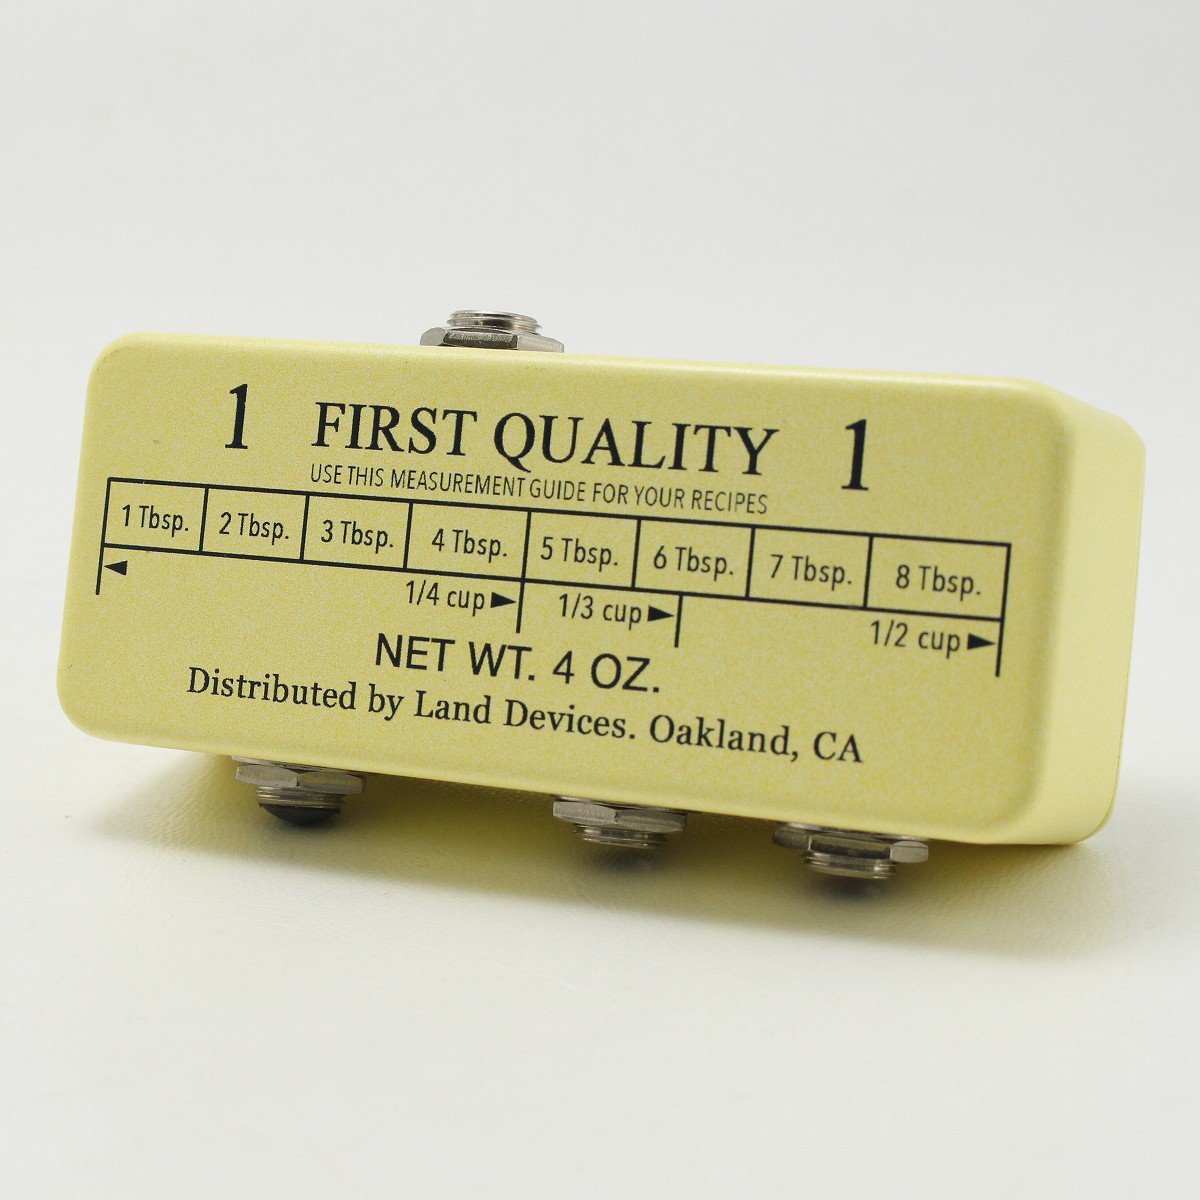 1 FIRST QUALITY 1
USE THIS MEASUREMENT GUIDE FOR YOUR RECIPES
1 Tbsp. 2 Tbsp. 3 Tbsp. 4 Tbsp. 5 Tbsp. 6 Tbsp. 7 Tbsp. 8 Tbsp.
1/4 cup 1/3 cup 1/2 cup
NET WT. 4 OZ.
Distributed by Land Devices. Oakland, CA